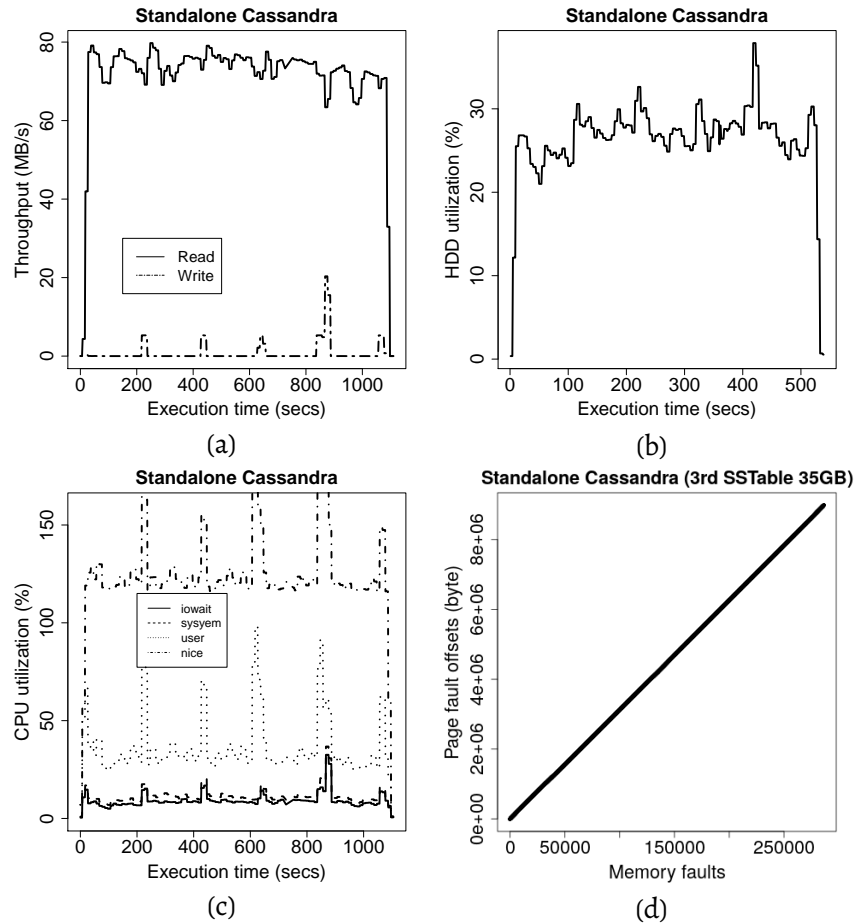 Standalone Cassandra
Throughput (MB/s)
80
60
40
20
0
Read
Write
0 200 400 600 800 1000
Execution time (secs)
(a)
Standalone Cassandra
HDD utilization (%)
30
20
10
0
0 100 200 300 400 500
Execution time (secs)
(b)
Standalone Cassandra
CPU utilization (%)
150
100
50
0
iowait
sysyem
user
nice
0 200 400 600 800 1000
Execution time (secs)
(c)
Standalone Cassandra (3rd SSTable 35GB)
Page fault offsets (byte)
8e+06
6e+06
4e+06
2e+06
0e+00
0 50000 150000 250000
Memory faults
(d)